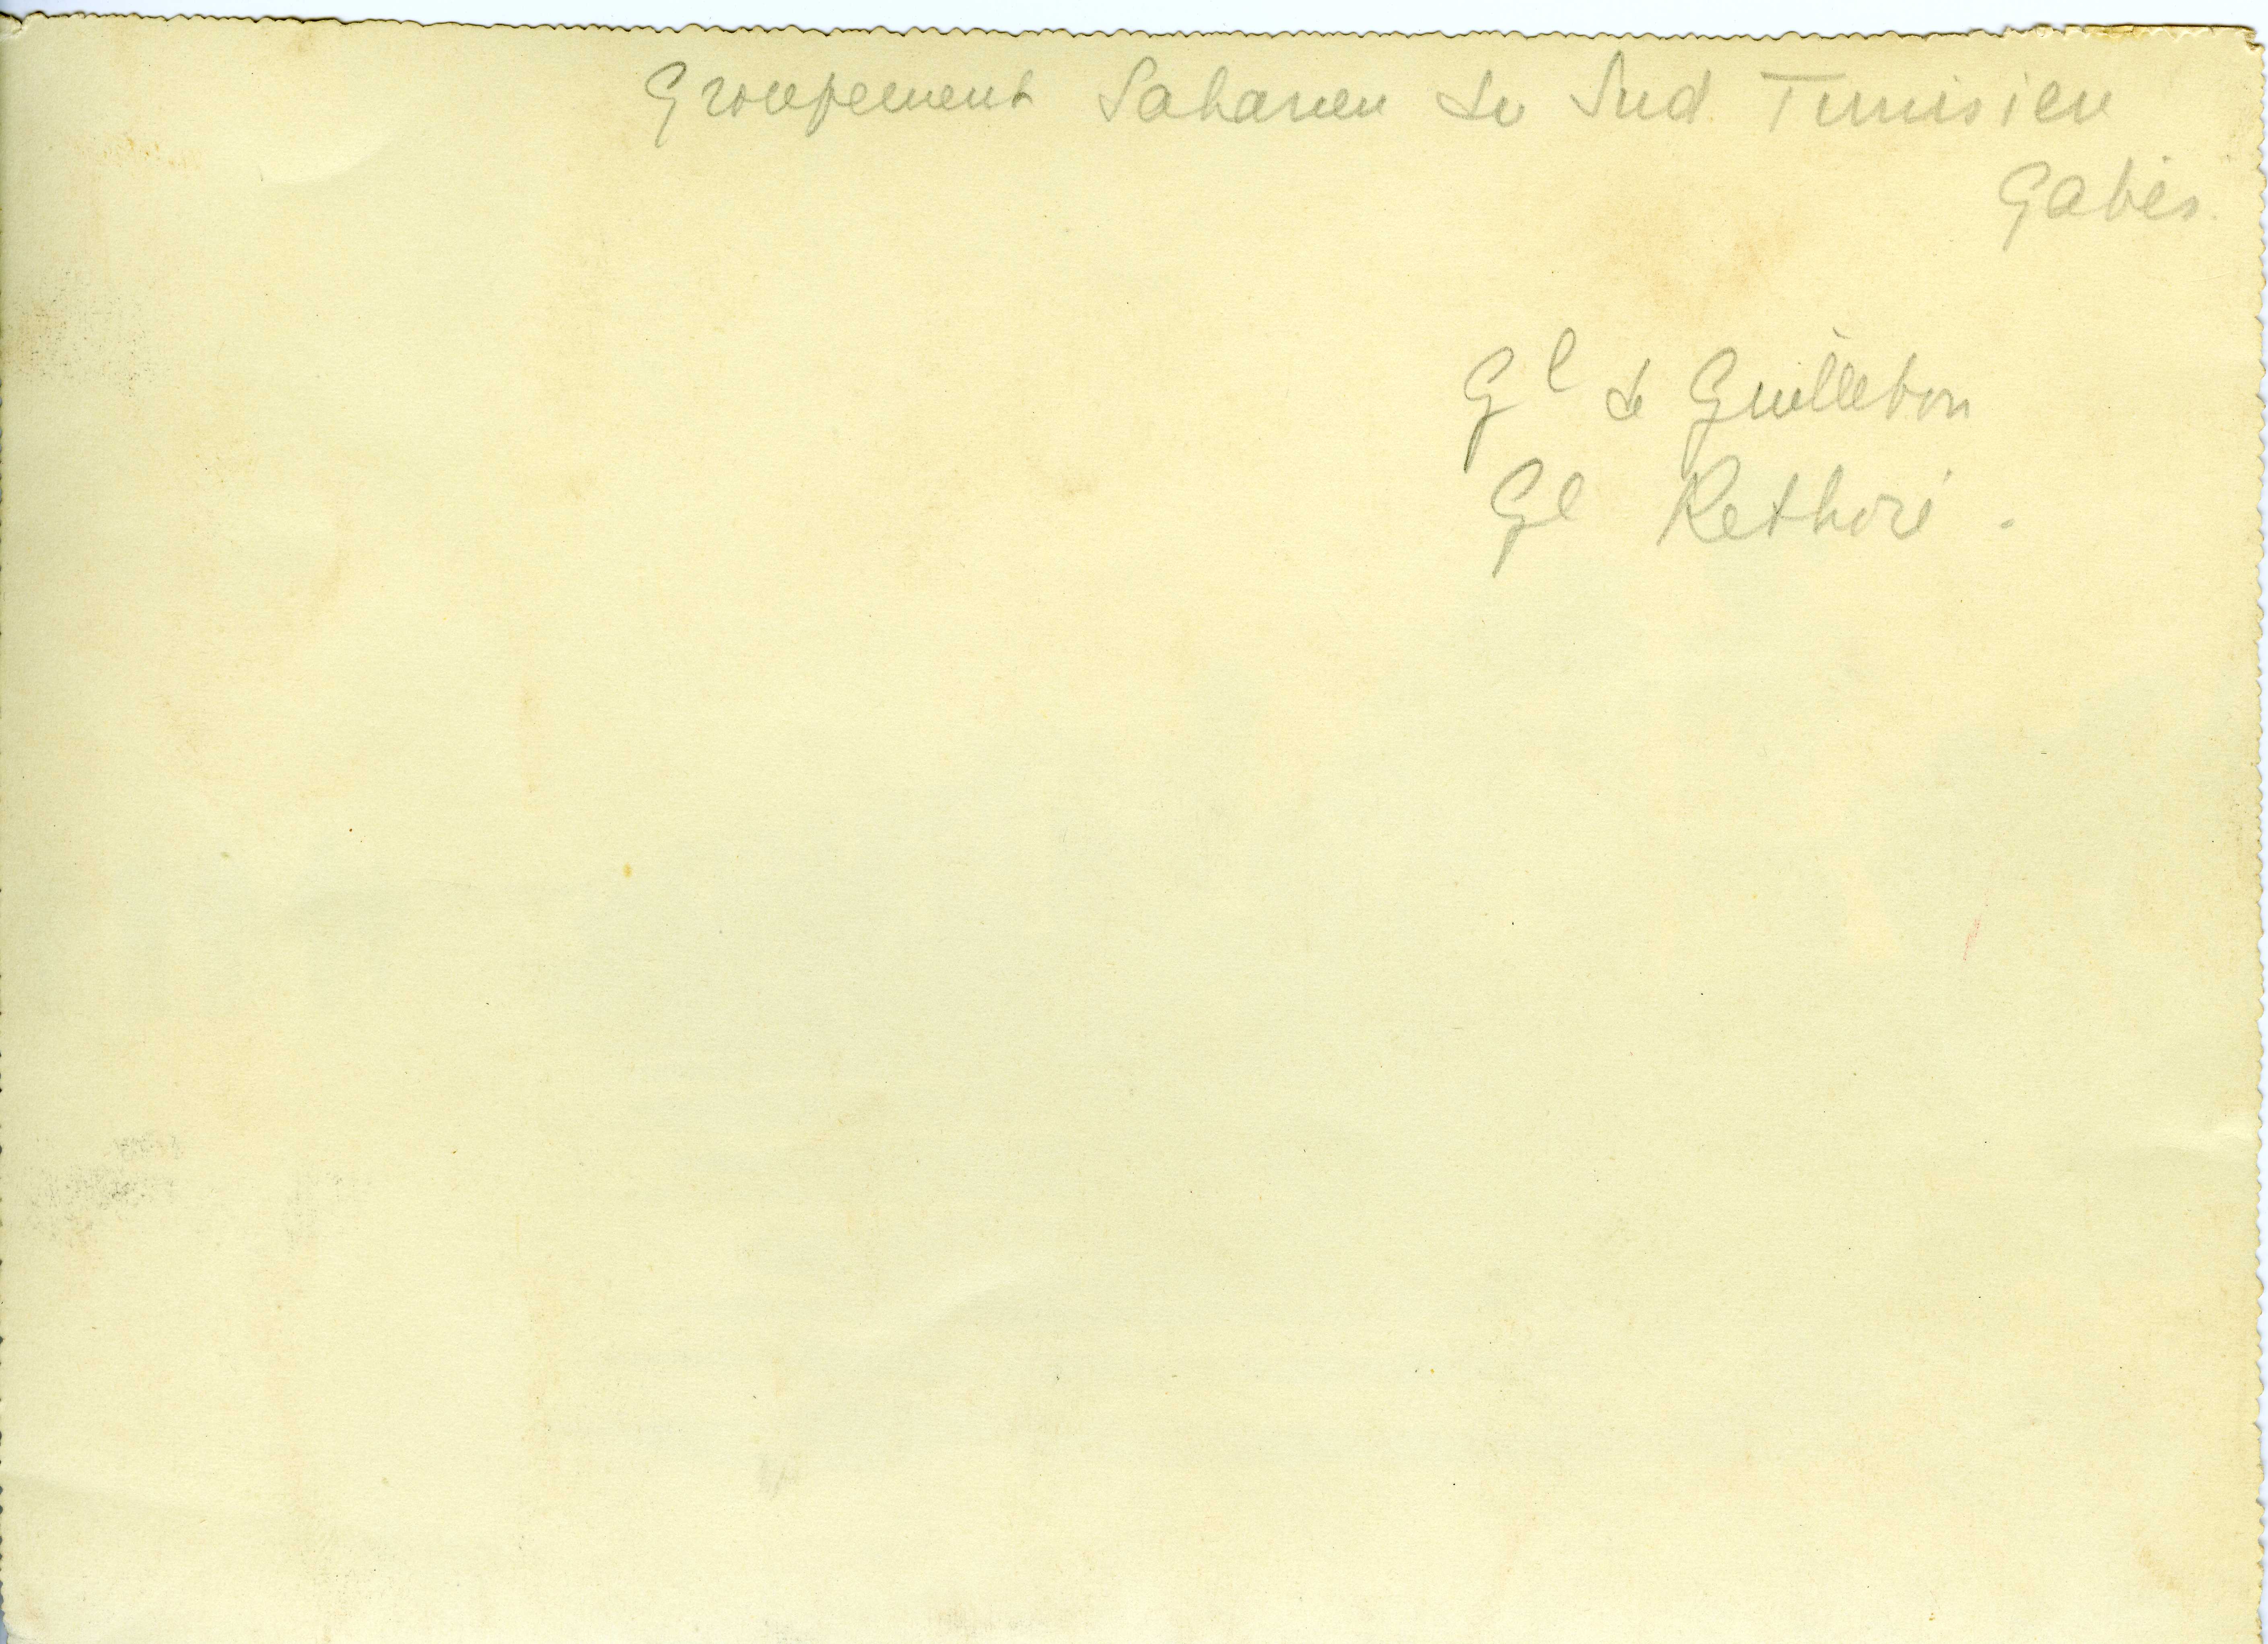 Groupement Saharien du Sud Tunisien
Gabès.
Gl de Guillebon
Gl Rethoré.